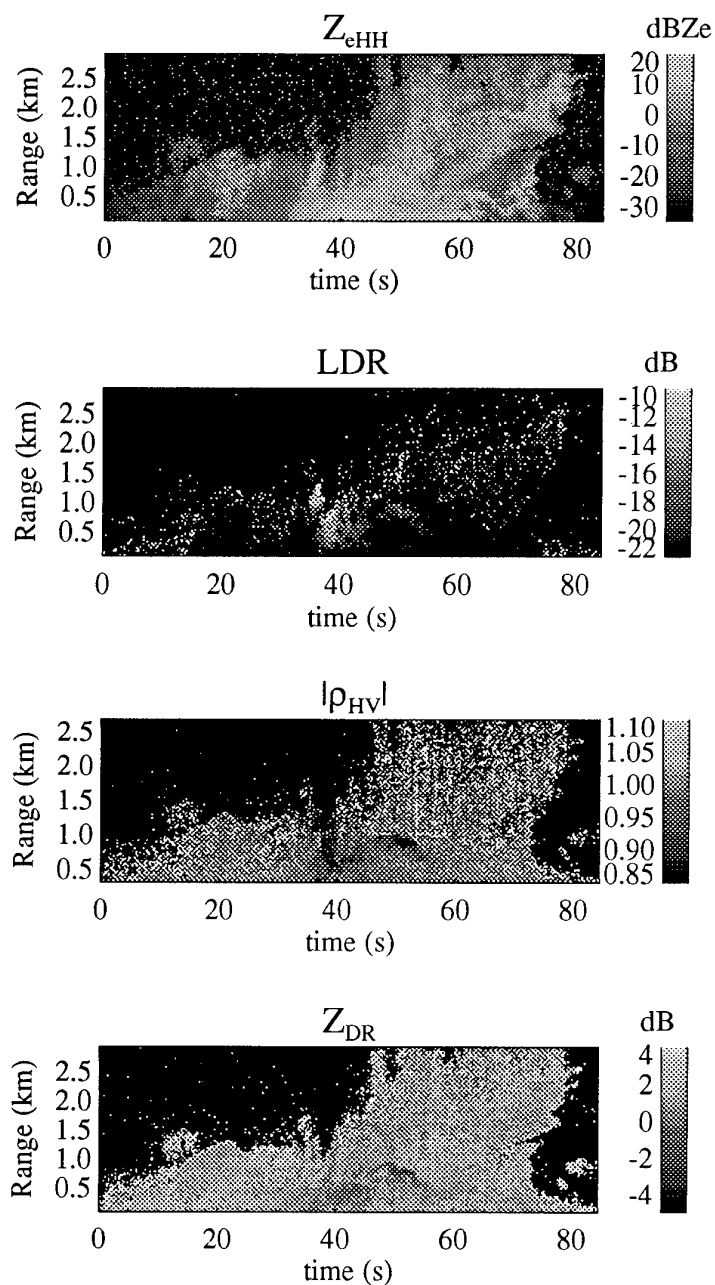 Z_eHH dBZe
Range (km)
2.5
2.0
1.5
1.0
0.5
20
10
0
-10
-20
-30
0 20 40 60 80
time (s)
LDR dB
Range (km)
2.5
2.0
1.5
1.0
0.5
-10
-12
-14
-16
-18
-20
-22
0 20 40 60 80
time (s)
|ρ_HV|
Range (km)
2.5
2.0
1.5
1.0
0.5
1.10
1.05
1.00
0.95
0.90
0.85
0 20 40 60 80
time (s)
Z_DR dB
Range (km)
2.5
2.0
1.5
1.0
0.5
4
2
0
-2
-4
0 20 40 60 80
time (s)